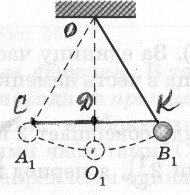 O
C D K
A₁ O₁ B₁